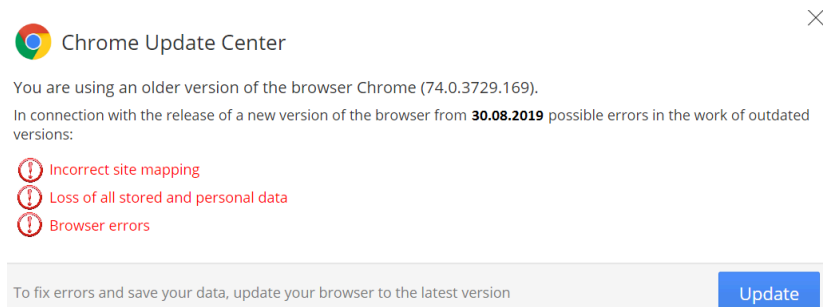 Chrome Update Center
You are using an older version of the browser Chrome (74.0.3729.169).
In connection with the release of a new version of the browser from 30.08.2019 possible errors in the work of outdated
versions:
Incorrect site mapping
Loss of all stored and personal data
Browser errors
To fix errors and save your data, update your browser to the latest version
Update